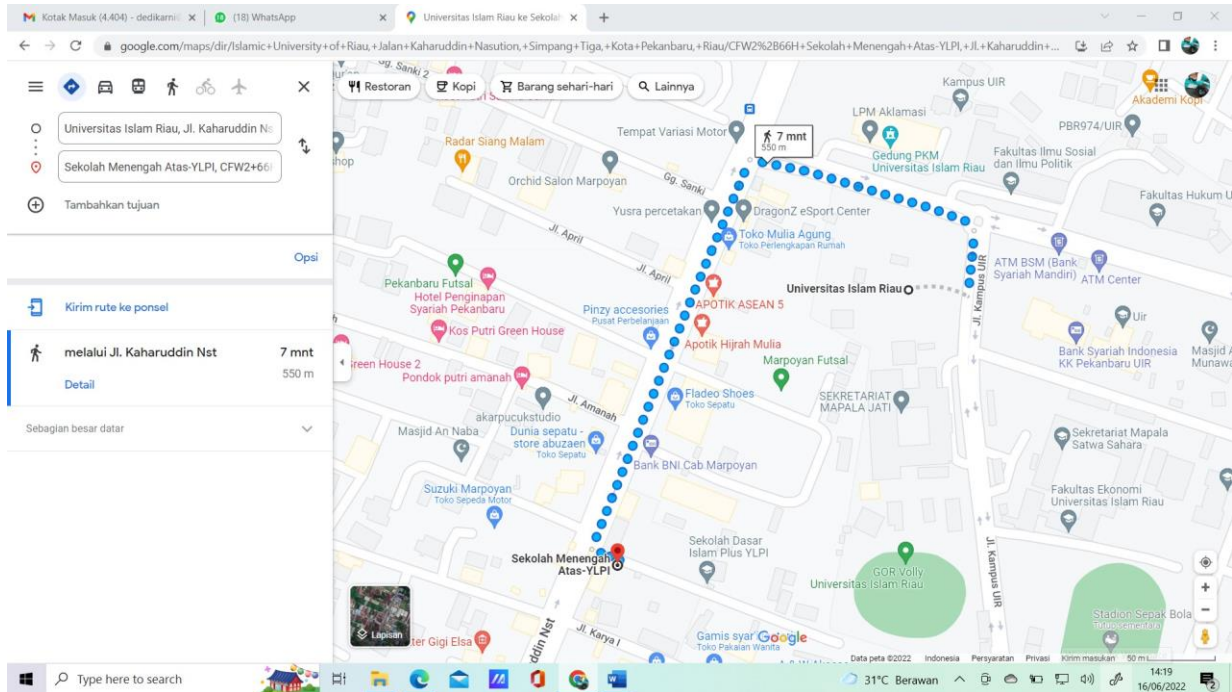 Kotak Masuk (4.404) - dedikarni
(18) WhatsApp
Universitas Islam Riau ke Sekolah
google.com/maps/dir/Islamic+University+of+Riau,+Jalan+Kaharuddin+Nasution,+Simpang+Tiga,+Kota+Pekanbaru,+Riau/CFW2%2B66H+Sekolah+Menengah+Atas-YLPI,+Jl.+Kaharuddin+...
Universitas Islam Riau, Jl. Kaharuddin Ns
Sekolah Menengah Atas-YLPI, CFW2+66
Tambahkan tujuan
Opsi
Kirim rute ke ponsel
melalui Jl. Kaharuddin Nst
7 mnt
550 m
Detail
Sebagian besar datar
Gg. Sanki 2
Restoran
Kopi
Barang sehari-hari
Lainnya
Kampus UIR
Akademi Kopi
LPM Aklamasi
PBR974/UIR
Tempat Variasi Motor
7 mnt
550 m
Radar Siang Malam
Gedung PKM
Universitas Islam Riau
Fakultas Ilmu Sosial
dan Ilmu Politik
shop
Orchid Salon Marpoyan
Gg. Sanki
Fakultas Hukum U
Yusra percetakan
DragonZ eSport Center
Jl. April
Toko Mulia Agung
Toko Perlengkapan Rumah
ATM BSM (Bank
Syariah Mandiri)
ATM Center
Jl. April
Jl. Kampus UIR
Pekanbaru Futsal
Hotel Penginapan
Syariah Pekanbaru
Universitas Islam Riau
APOTIK ASEAN 5
Pinzy accesories
Pusat Perbelanjaan
Uir
Kos Putri Green House
Apotik Hijrah Mulia
Bank Syariah Indonesia
KK Pekanbaru UIR
Masjid A
Munawa
Green House 2
Marpoyan Futsal
Pondok putri amanah
Fladeo Shoes
Toko Sepatu
SEKRETARIAT
MAPALA JATI
Jl. Amanah
akarpucukstudio
Masjid An Naba
Dunia sepatu -
store abuzaen
Toko Sepatu
Sekretariat Mapala
Satwa Sahara
Bank BNI Cab Marpoyan
Suzuki Marpoyan
Toko Sepeda Motor
Fakultas Ekonomi
Universitas Islam Riau
Sekolah Dasar
Islam Plus YLPI
Sekolah Menengah
Atas-YLPI
GOR Volly
Universitas Islam Riau
Jl. Kampus UIR
Stadion Sepak Bola
Tutup sementara
Lapisan
ter Gigi Elsa
ddin Nst
Jl. Karya I
Gamis syar
Toko Pakaian Wanita
Google
Data peta ©2022
Indonesia
Persyaratan
Privasi
Kirim masukan
50 m
Type here to search
31°C Berawan
14:19
16/06/2022
2